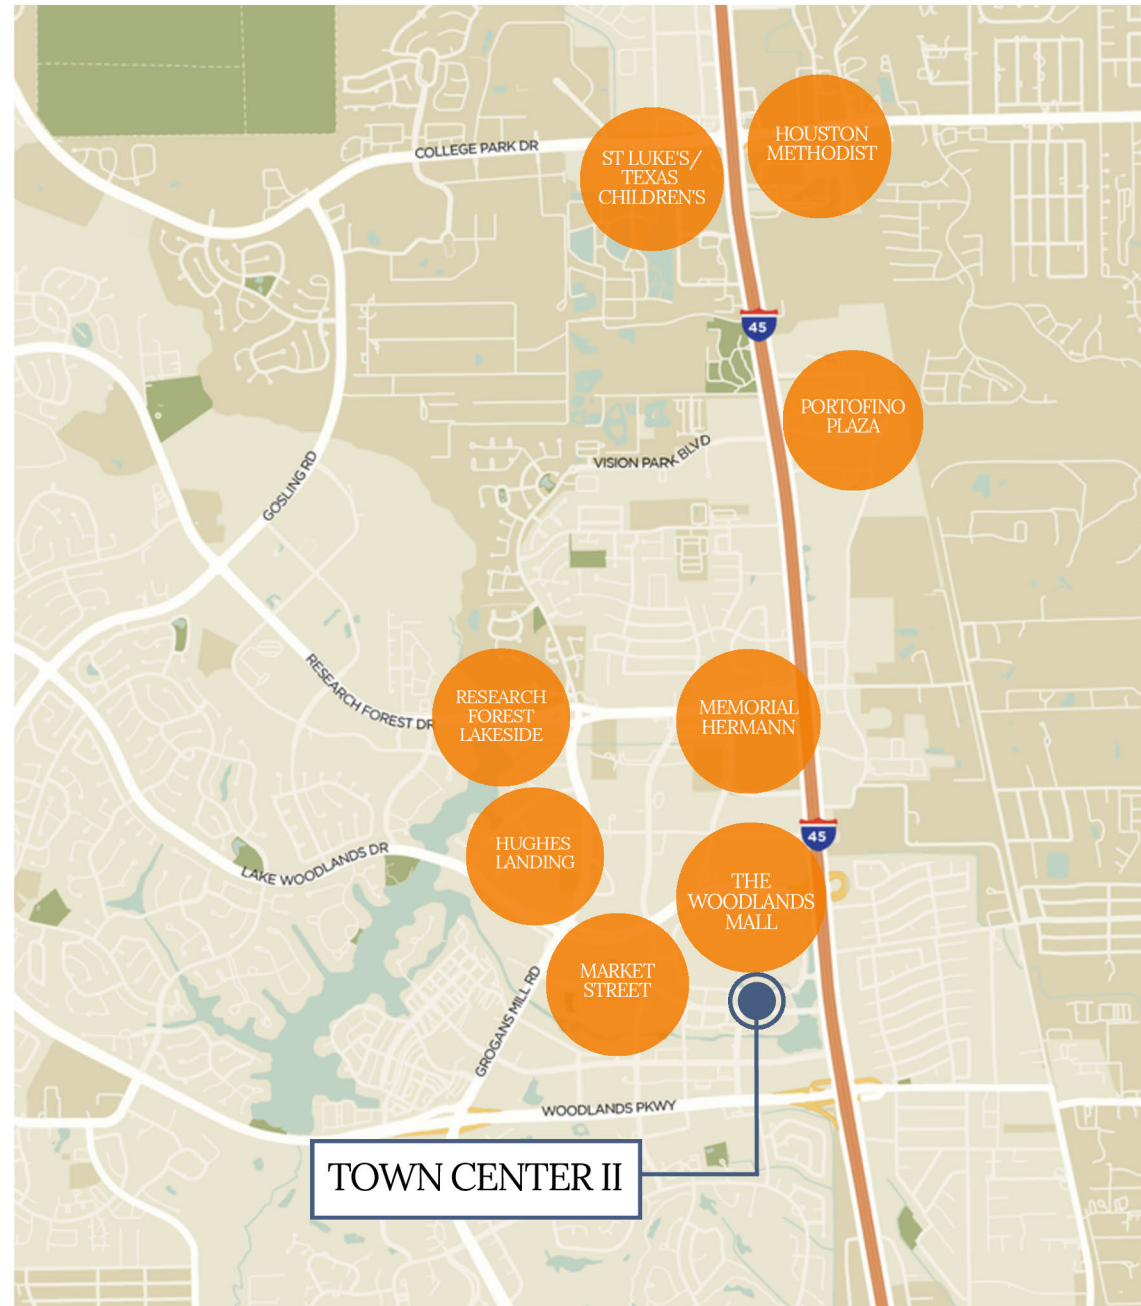 HOUSTON
METHODIST
COLLEGE PARK DR
ST LUKE'S/
TEXAS
CHILDREN'S
45
PORTOFINO
PLAZA
VISION PARK BLVD
GOSLING RD
RESEARCH FOREST DR
RESEARCH
FOREST
LAKESIDE
MEMORIAL
HERMANN
45
HUGHES
LANDING
LAKE WOODLANDS DR
THE
WOODLANDS
MALL
MARKET
STREET
GROGANS MILL RD
WOODLANDS PKWY
TOWN CENTER II